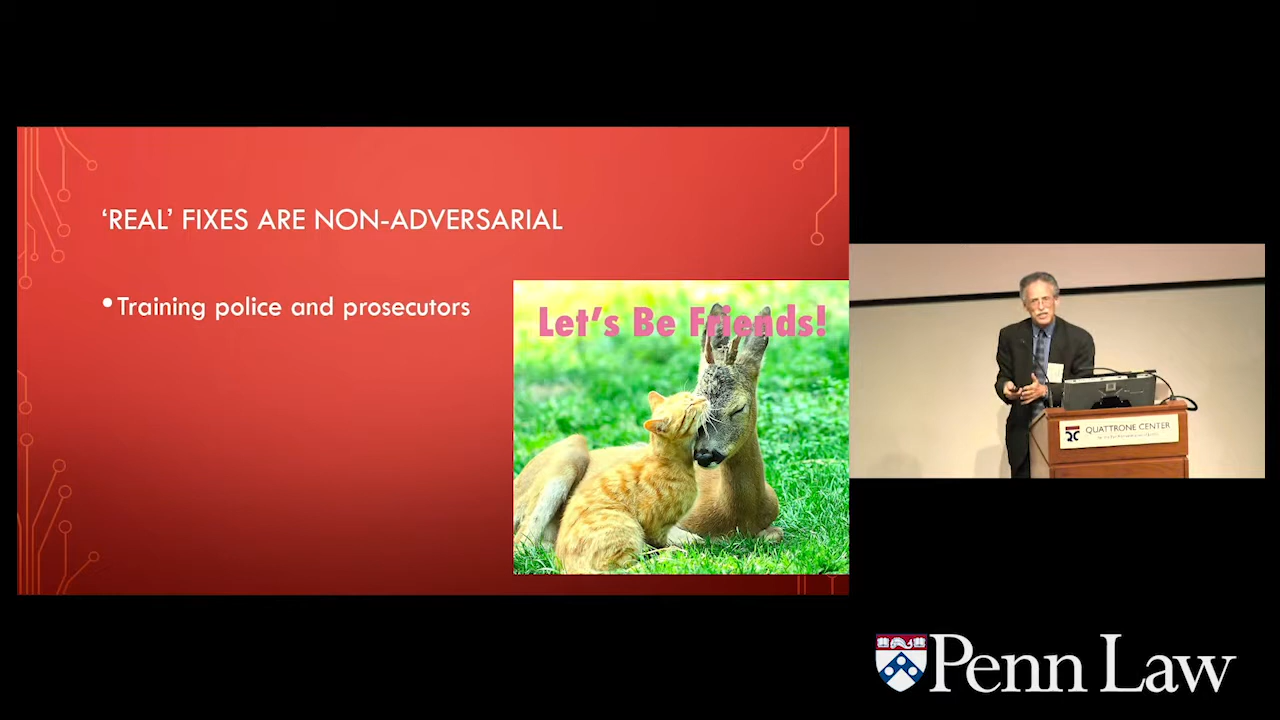 ‘REAL’ FIXES ARE NON-ADVERSARIAL
•Training police and prosecutors
Let’s Be Friends!
QUATTRONE CENTER
Penn Law